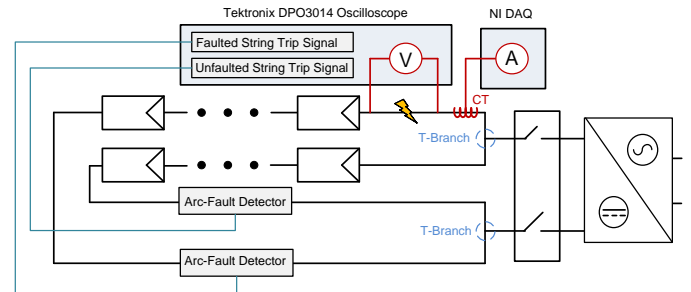 Tektronix DPO3014 Oscilloscope
NI DAQ
Faulted String Trip Signal
Unfaulted String Trip Signal
V
A
CT
T-Branch
Arc-Fault Detector
T-Branch
Arc-Fault Detector